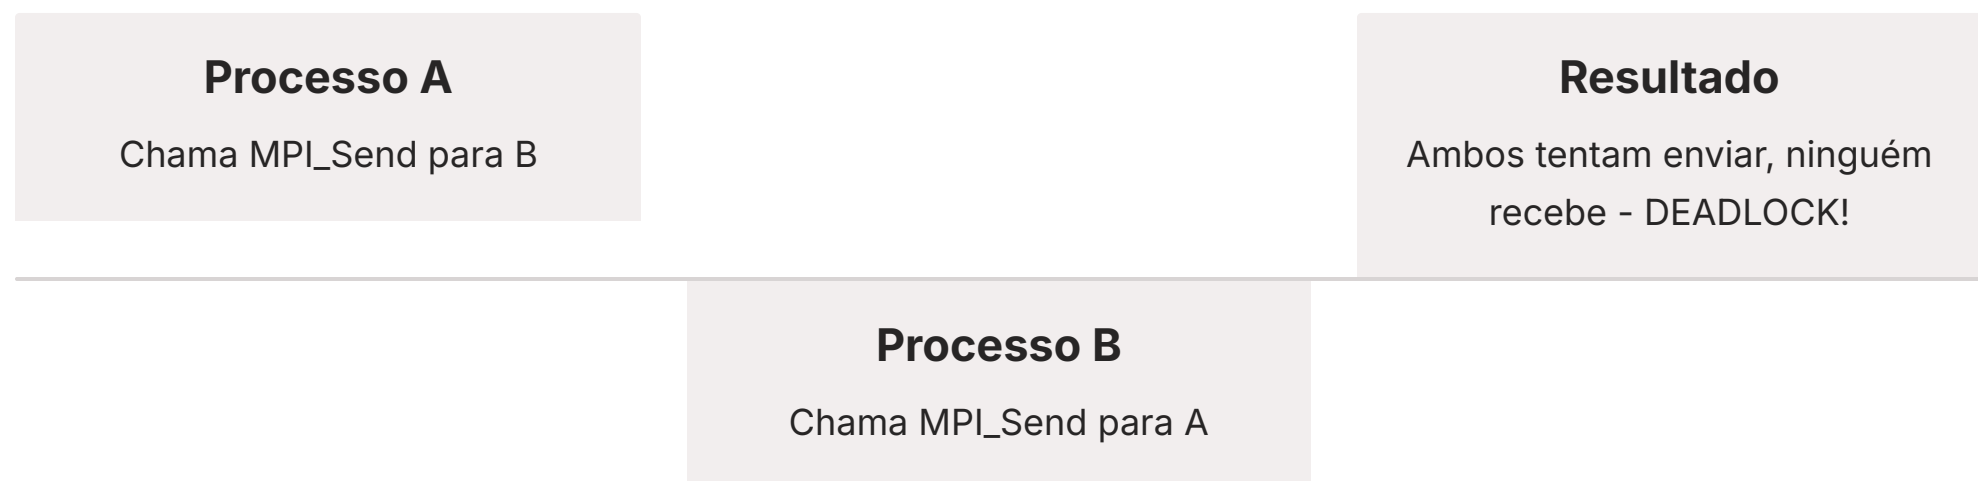 Processo A
Chama MPI_Send para B
Processo B
Chama MPI_Send para A
Resultado
Ambos tentam enviar, ninguém
recebe - DEADLOCK!